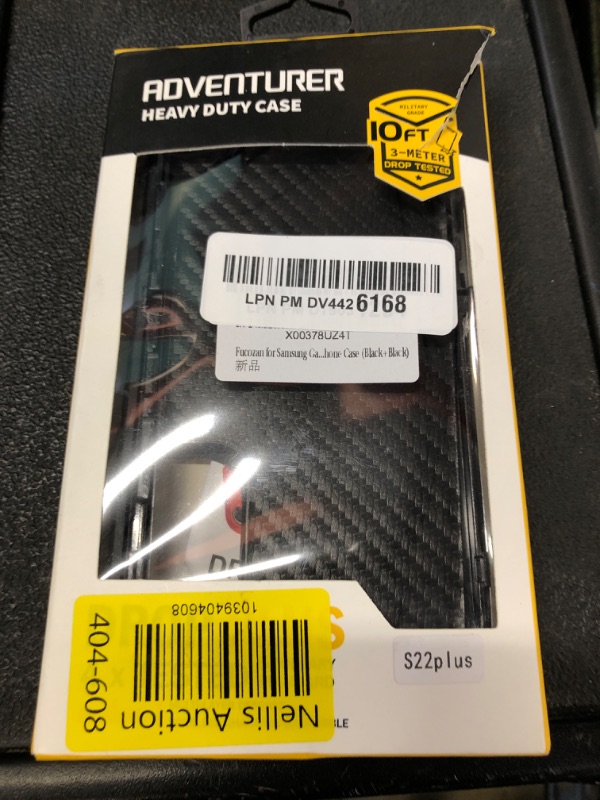 ADVENTURER
HEAVY DUTY CASE
MILITARY
GRADE
10FT
3-METER
DROP TESTED
LPN PM DV4426168
X00378UZ4T
Fucozan for Samsung Ga...hone Case (Black+Black)
新品
S22plus
1039404608
404-608
Nellis Auction